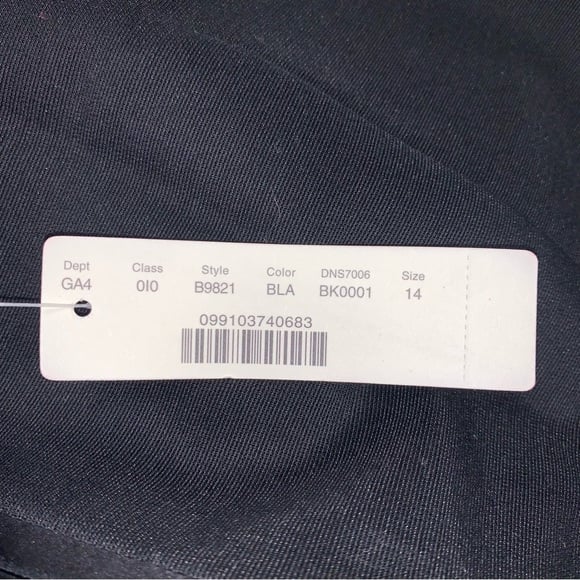 Dept Class Style Color DNS7006 Size
GA4 0I0 B9821 BLA BK0001 14
099103740683